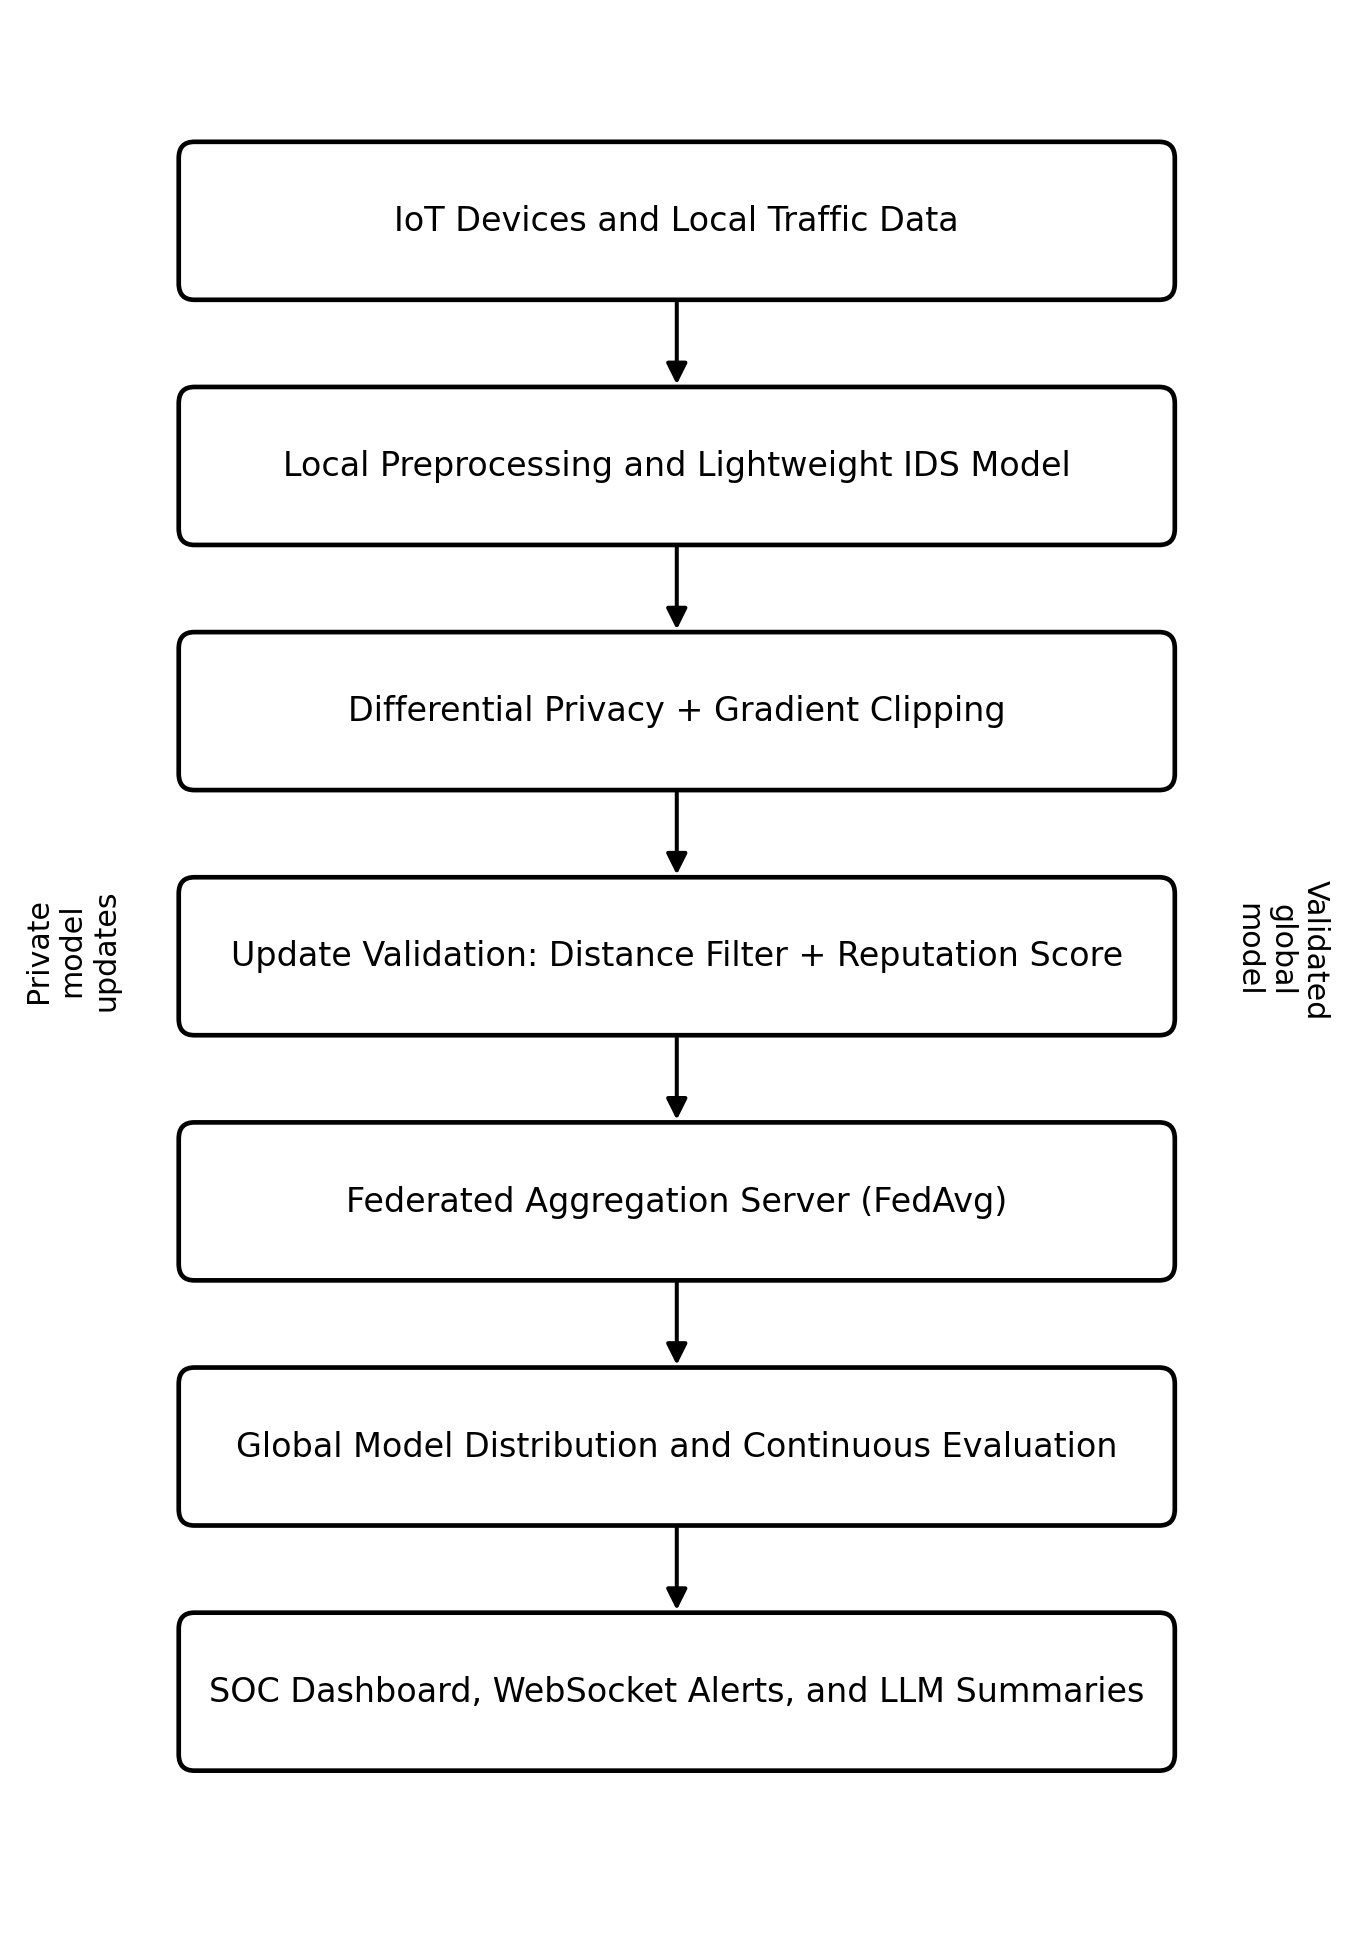 IoT Devices and Local Traffic Data
Local Preprocessing and Lightweight IDS Model
Differential Privacy + Gradient Clipping
Private
model
updates
Update Validation: Distance Filter + Reputation Score
Validated
global
model
Federated Aggregation Server (FedAvg)
Global Model Distribution and Continuous Evaluation
SOC Dashboard, WebSocket Alerts, and LLM Summaries